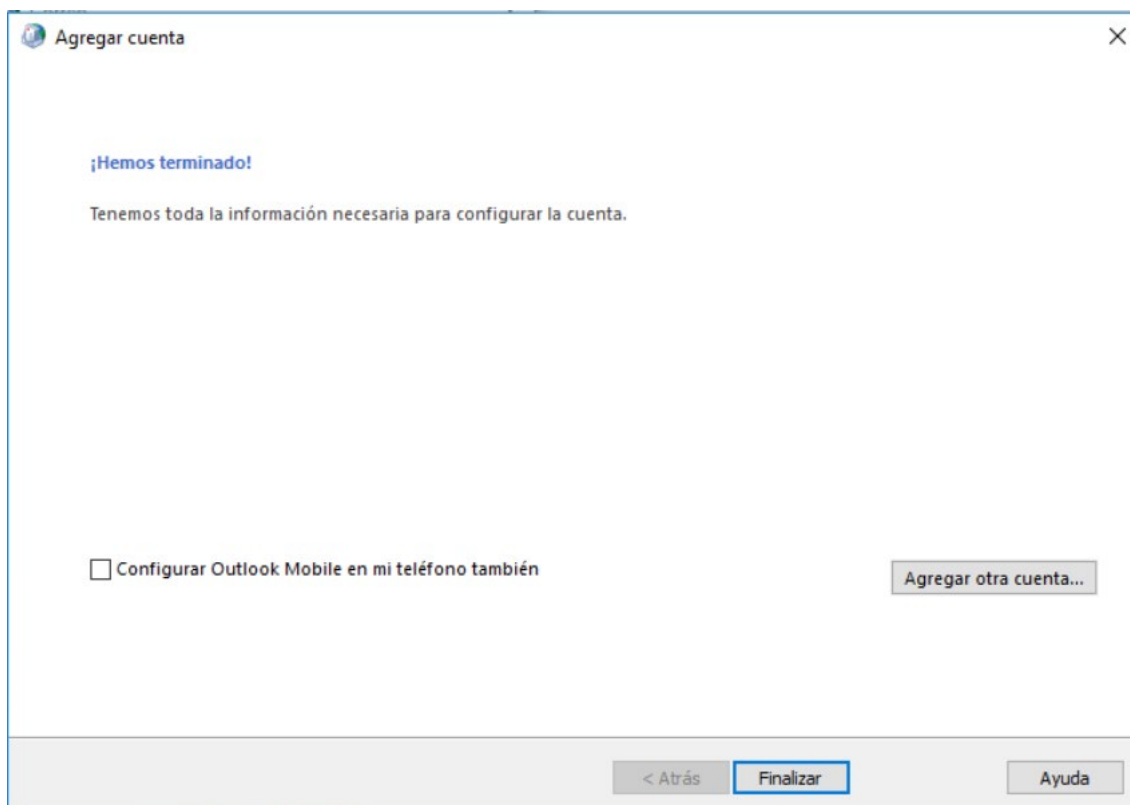 Agregar cuenta
¡Hemos terminado!
Tenemos toda la información necesaria para configurar la cuenta.
Configurar Outlook Mobile en mi teléfono también
Agregar otra cuenta...
< Atrás
Finalizar
Ayuda